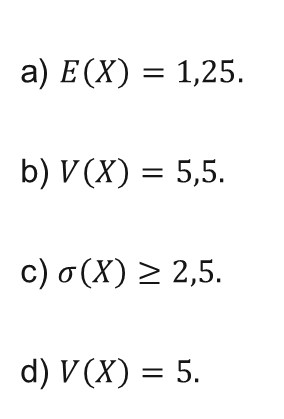 a) E(X) = 1,25.
b) V(X) = 5,5.
c) σ(X) ≥ 2,5.
d) V(X) = 5.